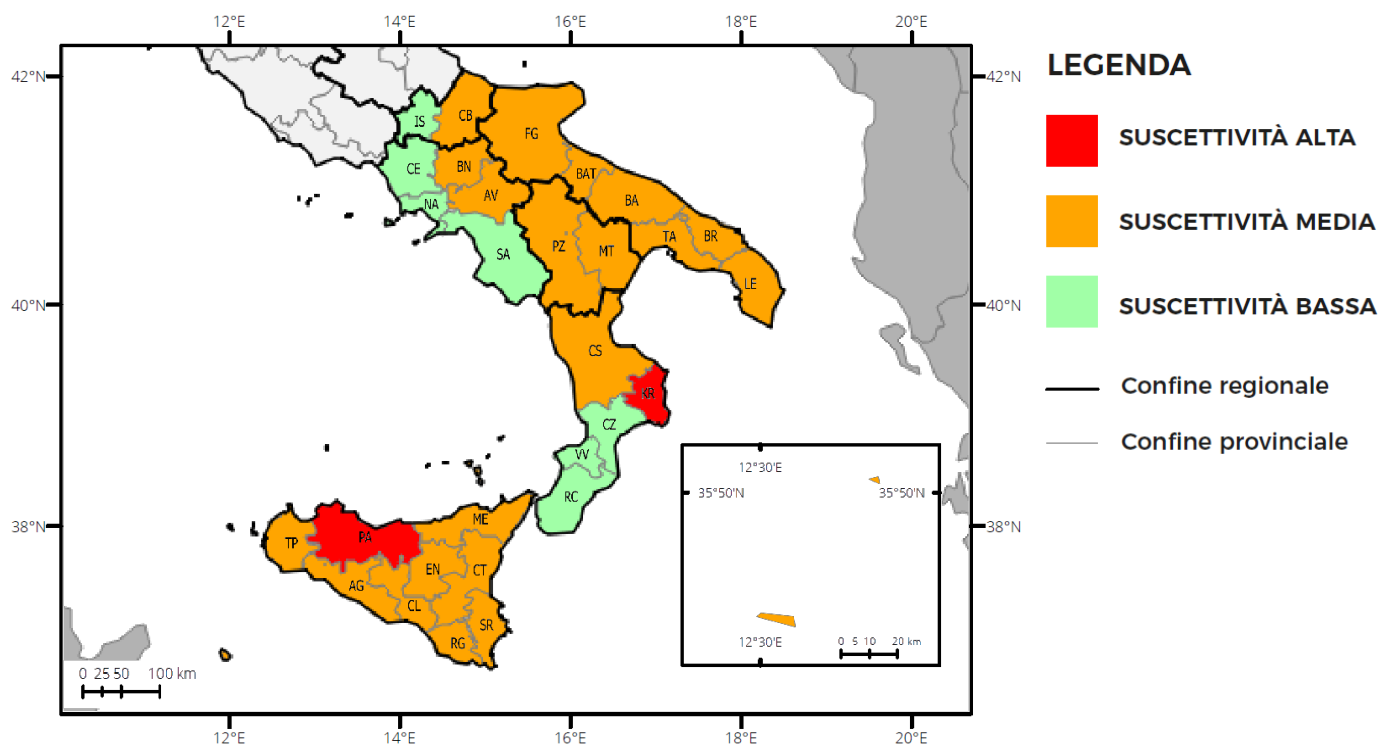 12°E 14°E 16°E 18°E 20°E
42°N 42°N
LEGENDA
SUSCETTIVITÀ ALTA
SUSCETTIVITÀ MEDIA
SUSCETTIVITÀ BASSA
Confine regionale
Confine provinciale
IS CB FG
CE BN BAT
NA AV BA
SA PZ MT TA BR
LE
40°N 40°N
CS
KR
CZ
VV
RC
38°N 38°N
TP PA ME
AG EN CT
CL
RG SR
12°30'E
35°50'N 35°50'N
12°30'E
0 5 10 20 km
0 25 50 100 km
12°E 14°E 16°E 18°E 20°E